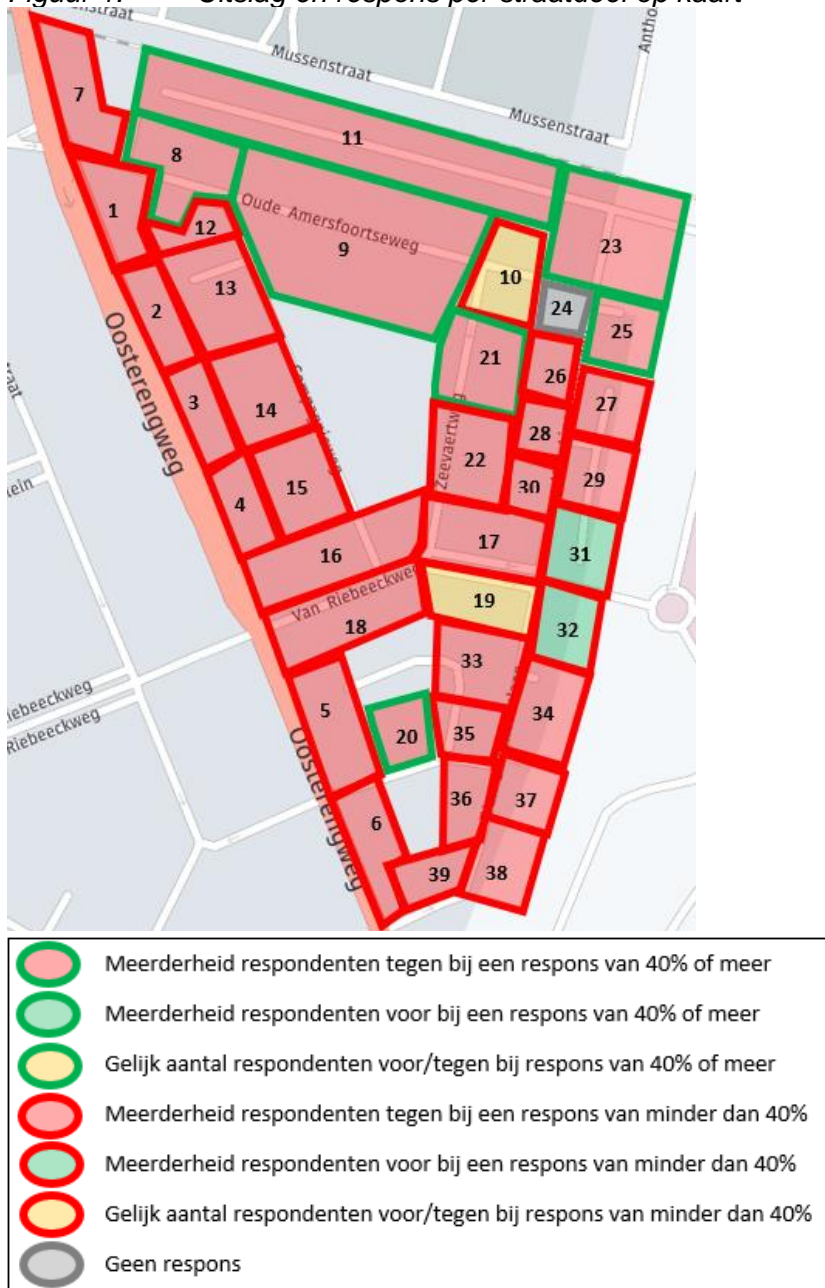 Mussenstraat
Mussenstraat
7
11
8
Oude Amersfoortseweg
1
12
9
23
10
13
24
2
25
21
26
Oosterengweg
3
27
14
28
Zeevaertweg
22
29
15
30
4
17
31
16
Van Riebeeckweg
19
32
18
33
5
34
20
35
Oosterengweg
36
37
6
39
38
Meerderheid respondenten tegen bij een respons van 40% of meer
Meerderheid respondenten voor bij een respons van 40% of meer
Gelijk aantal respondenten voor/tegen bij respons van 40% of meer
Meerderheid respondenten tegen bij een respons van minder dan 40%
Meerderheid respondenten voor bij een respons van minder dan 40%
Gelijk aantal respondenten voor/tegen bij respons van minder dan 40%
Geen respons